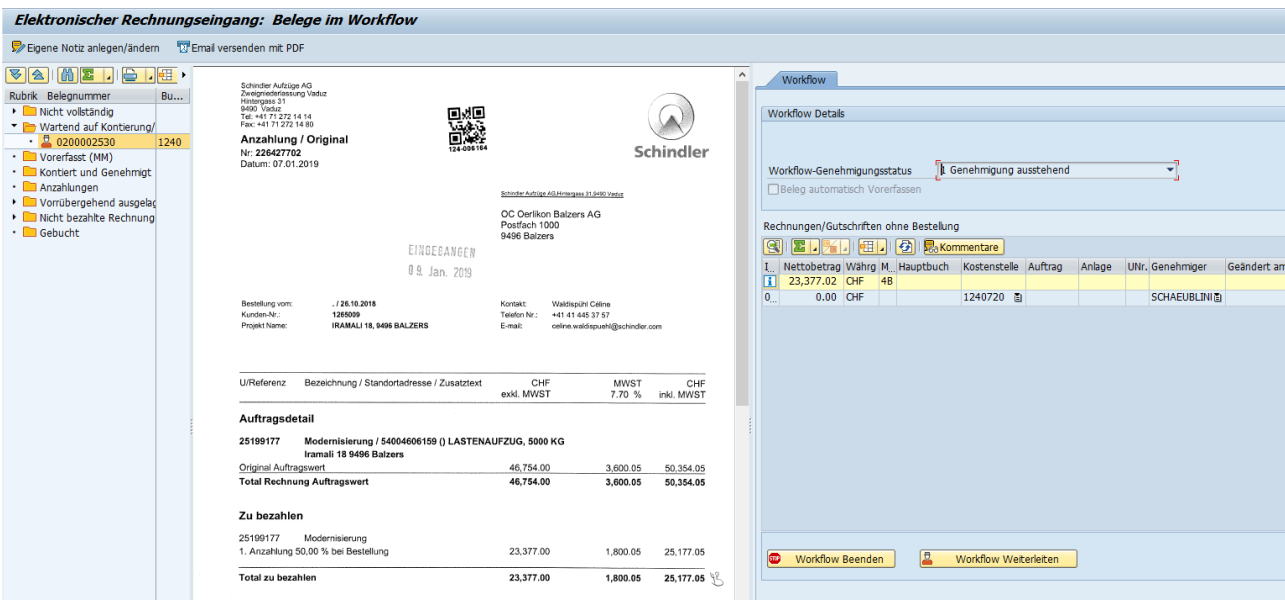 Elektronischer Rechnungseingang: Belege im Workflow
Eigene Notiz anlegen/ändern Email versenden mit PDF
Rubrik Belegnummer Bu...
Nicht vollständig
Wartend auf Kontierung/
0200002530 1240
Vorerfasst (MM)
Kontiert und Genehmigt
Anzahlungen
Vorrübergehend ausgelag
Nicht bezahlte Rechnung
Gebucht
Schindler Aufzüge AG
Zweigniederlassung Vaduz
Hintergass 31
9490 Vaduz
Tel: +41 71 272 14 14
Fax: +41 71 272 14 80
Anzahlung / Original
Nr: 226427702
Datum: 07.01.2019
124-006164
Schindler
Schindler Aufzüge AG,Hintergass 31,9490 Vaduz
OC Oerlikon Balzers AG
Postfach 1000
9496 Balzers
EINGEGANGEN
09. Jan. 2019
Bestellung vom: . / 26.10.2018 Kontakt: Waldispühl Céline
Kunden-Nr.: 1265009 Telefon Nr.: +41 41 445 37 57
Projekt Name: IRAMALI 18, 9496 BALZERS E-mail: celine.waldispuehl@schindler.com
U/Referenz Bezeichnung / Standortadresse / Zusatztext CHF MWST CHF
exkl. MWST 7.70 % inkl. MWST
Auftragsdetail
25199177 Modernisierung / 54004606159 () LASTENAUFZUG, 5000 KG
Iramali 18 9496 Balzers
Original Auftragswert 46,754.00 3,600.05 50,354.05
Total Rechnung Auftragswert 46,754.00 3,600.05 50,354.05
Zu bezahlen
25199177 Modernisierung
1. Anzahlung 50,00 % bei Bestellung 23,377.00 1,800.05 25,177.05
Total zu bezahlen 23,377.00 1,800.05 25,177.05
Workflow
Workflow Details
Workflow-Genehmigungsstatus 1 Genehmigung ausstehend
Beleg automatisch Vorerfassen
Rechnungen/Gutschriften ohne Bestellung
Kommentare
I... Nettobetrag Währg M... Hauptbuch Kostenstelle Auftrag Anlage UNr. Genehmiger Geändert am
23,377.02 CHF 4B
0... 0.00 CHF 1240720 SCHAEUBLINI
STOP Workflow Beenden Workflow Weiterleiten